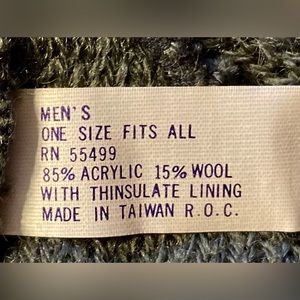 MEN'S
ONE SIZE FITS ALL
RN 55499
85% ACRYLIC 15% WOOL
WITH THINSULATE LINING
MADE IN TAIWAN R.O.C.